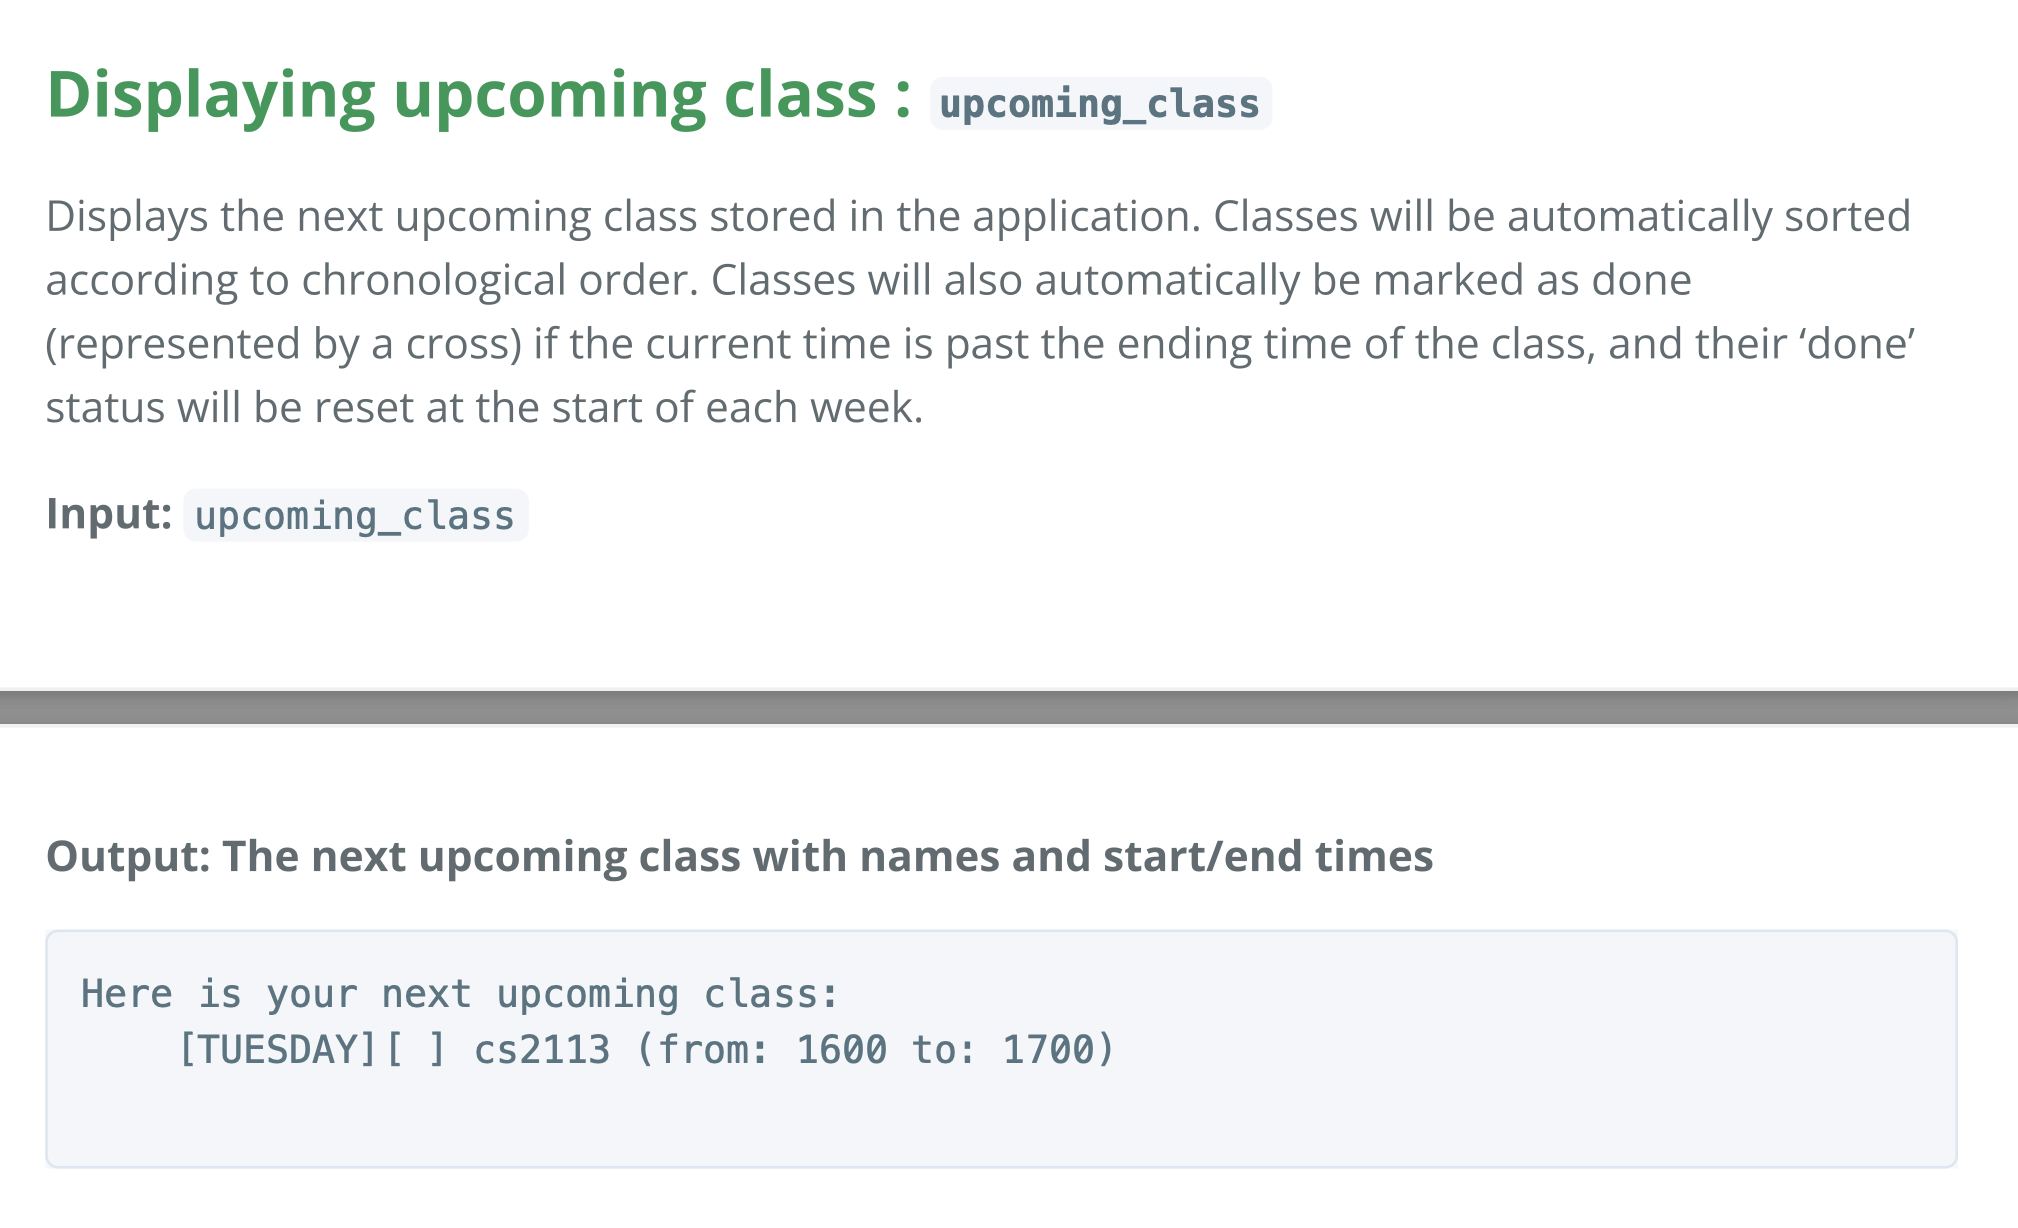 Displaying upcoming class : upcoming_class
Displays the next upcoming class stored in the application. Classes will be automatically sorted
according to chronological order. Classes will also automatically be marked as done
(represented by a cross) if the current time is past the ending time of the class, and their ‘done’
status will be reset at the start of each week.
Input: upcoming_class
Output: The next upcoming class with names and start/end times
Here is your next upcoming class:
    [TUESDAY][ ] cs2113 (from: 1600 to: 1700)